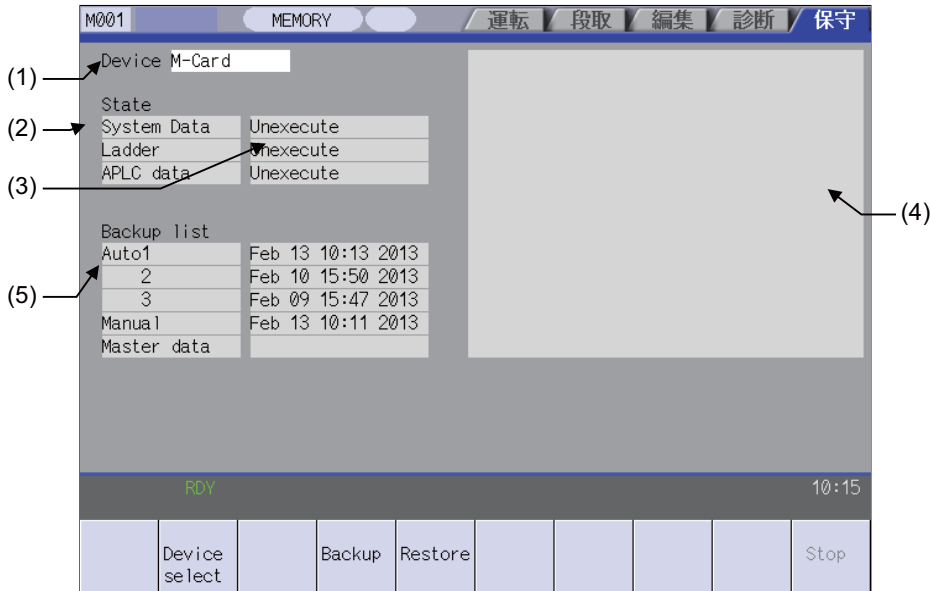 M001 MEMORY 運転 段取 編集 診断 保守
(1) Device M-Card
State
(2) System Data Unexecute
Ladder Unexecute
(3) APLC data Unexecute
(4)
Backup list
Auto1 Feb 13 10:13 2013
2 Feb 10 15:50 2013
(5) 3 Feb 09 15:47 2013
Manual Feb 13 10:11 2013
Master data
RDY 10:15
Device select Backup Restore Stop